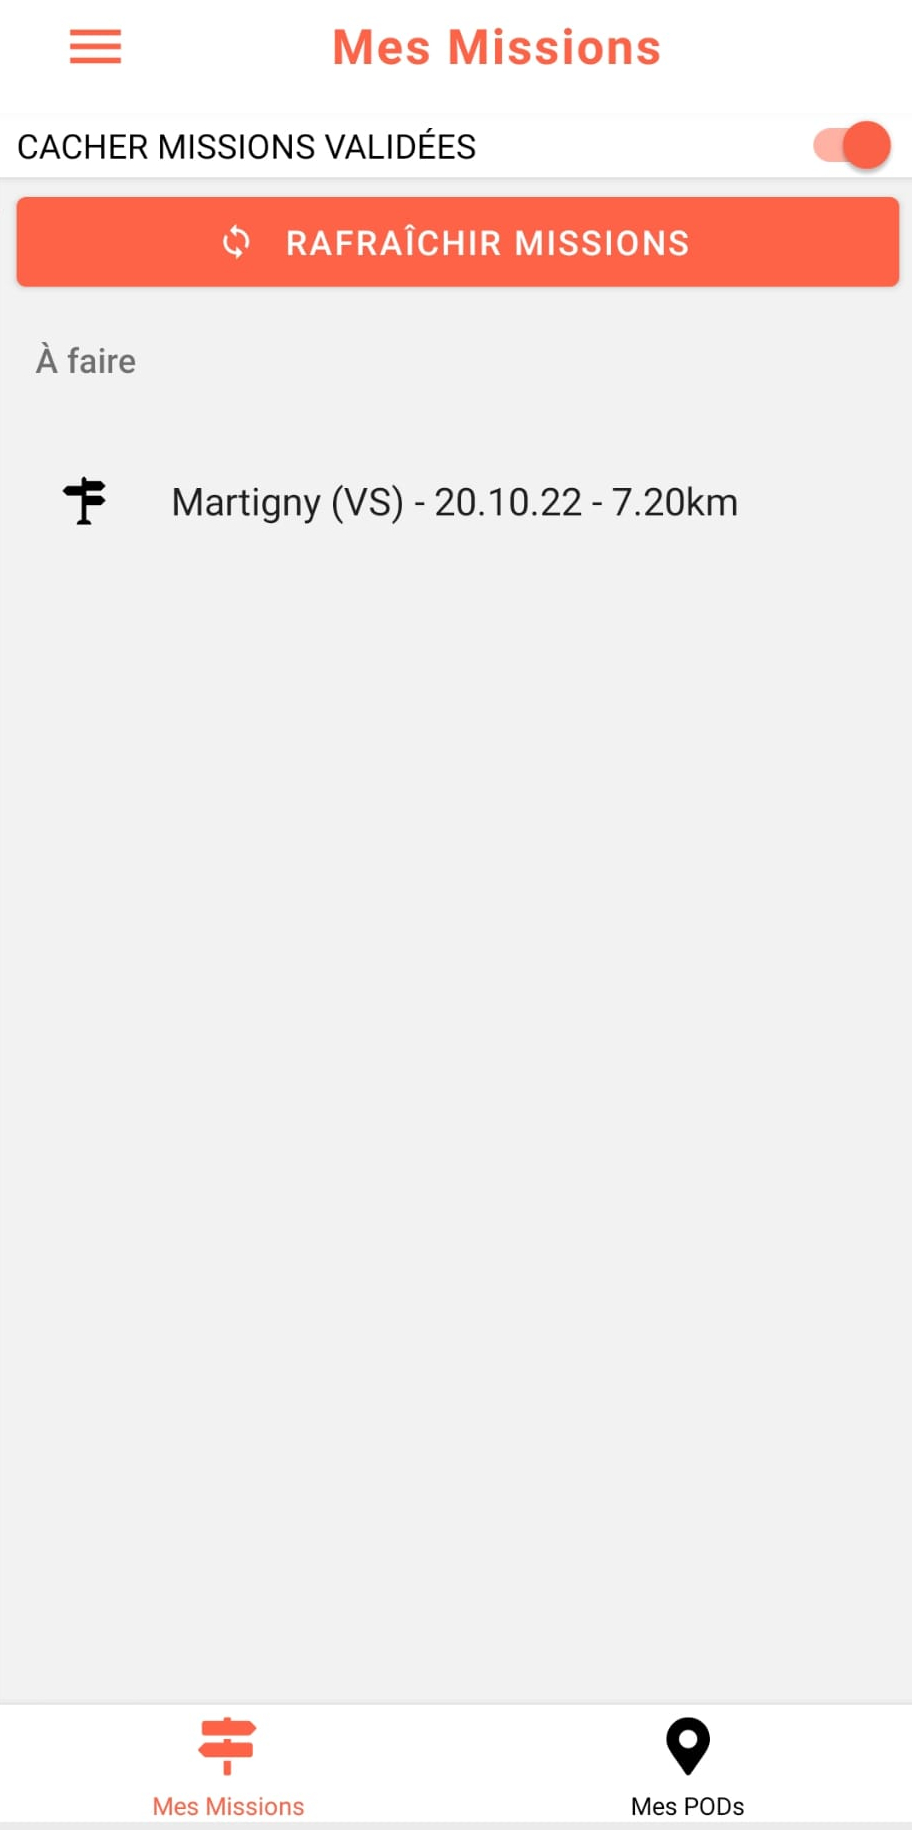 Mes Missions
CACHER MISSIONS VALIDÉES
RAFRAÎCHIR MISSIONS
À faire
Martigny (VS) - 20.10.22 - 7.20km
Mes Missions
Mes PODs